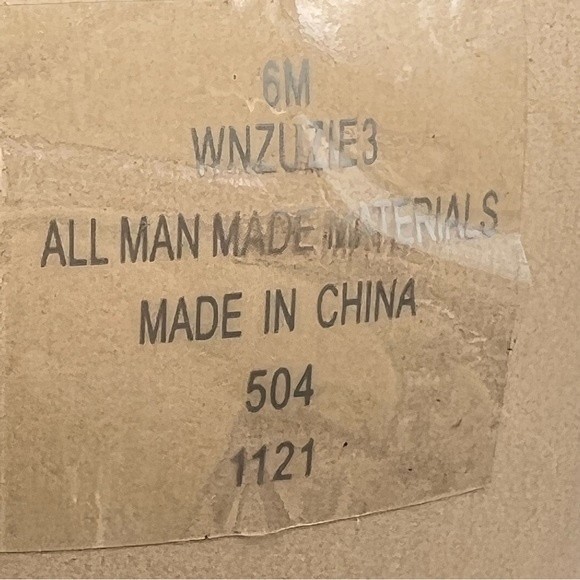 6M
WNZUZIE3
ALL MAN MADE MATERIALS
MADE IN CHINA
504
1121